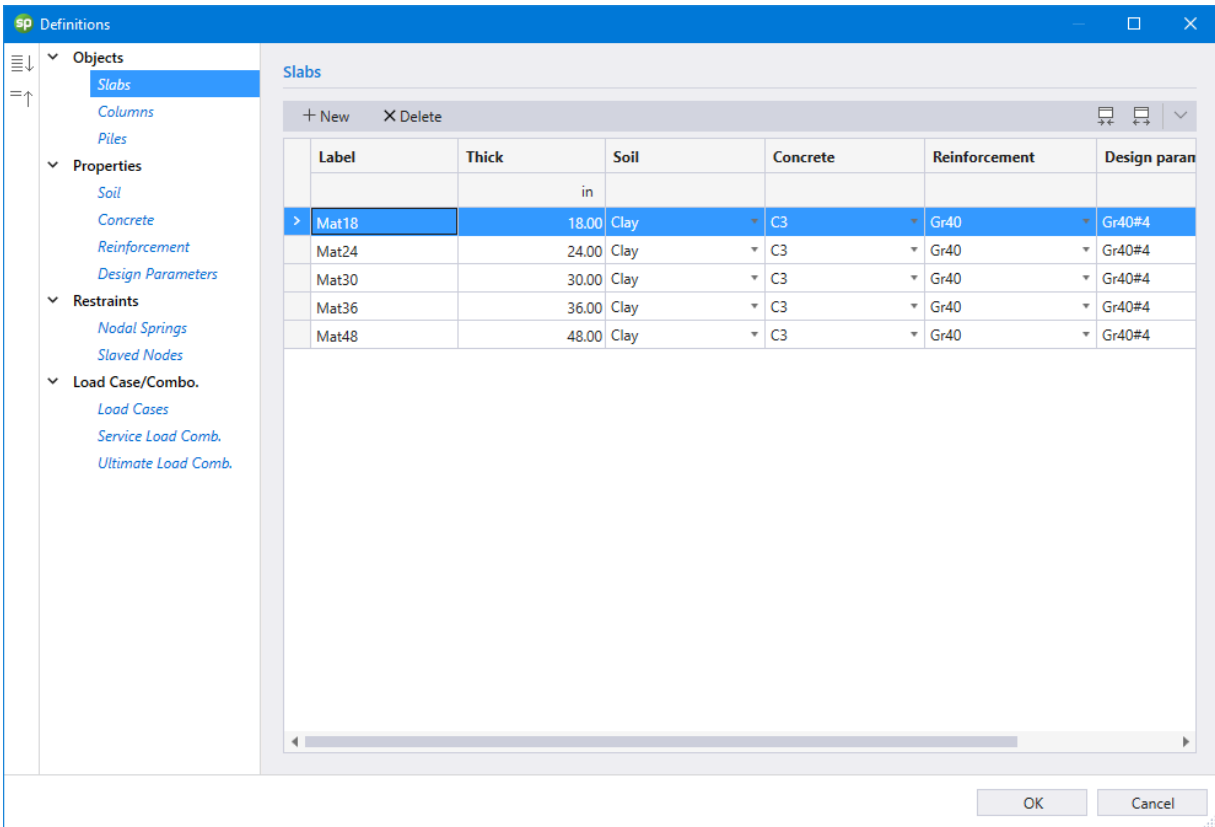 sp Definitions
Objects
Slabs
Columns
Piles
Properties
Soil
Concrete
Reinforcement
Design Parameters
Restraints
Nodal Springs
Slaved Nodes
Load Case/Combo.
Load Cases
Service Load Comb.
Ultimate Load Comb.
Slabs
New Delete
Label Thick Soil Concrete Reinforcement Design param
in
Mat18 18.00 Clay C3 Gr40 Gr40#4
Mat24 24.00 Clay C3 Gr40 Gr40#4
Mat30 30.00 Clay C3 Gr40 Gr40#4
Mat36 36.00 Clay C3 Gr40 Gr40#4
Mat48 48.00 Clay C3 Gr40 Gr40#4
OK Cancel